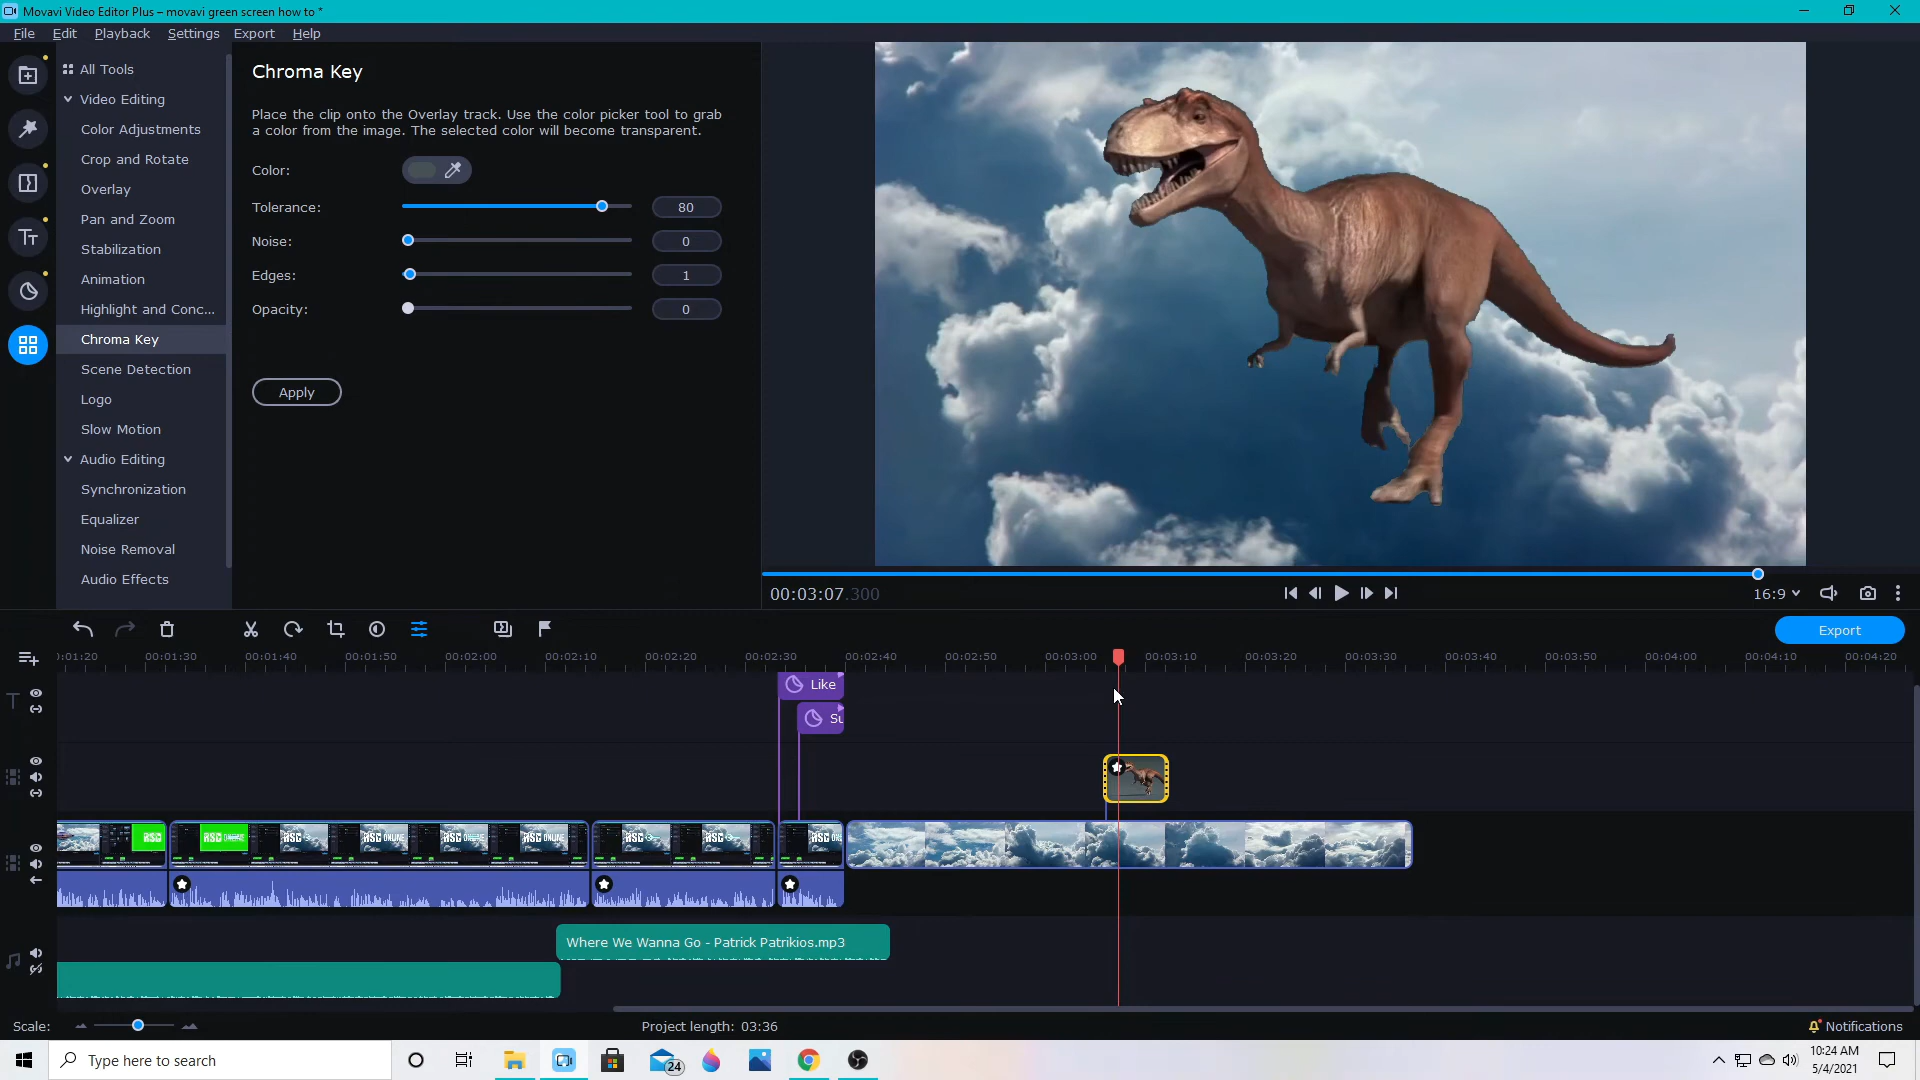 Movavi Video Editor Plus – movavi green screen how to *
File Edit Playback Settings Export Help
All Tools
Video Editing
Color Adjustments
Crop and Rotate
Overlay
Pan and Zoom
Stabilization
Animation
Highlight and Conc...
Chroma Key
Scene Detection
Logo
Slow Motion
Audio Editing
Synchronization
Equalizer
Noise Removal
Audio Effects
Chroma Key
Place the clip onto the Overlay track. Use the color picker tool to grab
a color from the image. The selected color will become transparent.
Color:
Tolerance: 80
Noise: 0
Edges: 1
Opacity: 0
Apply
00:03:07.300
16:9
Export
:01:20 00:01:30 00:01:40 00:01:50 00:02:00 00:02:10 00:02:20 00:02:30 00:02:40 00:02:50 00:03:00 00:03:10 00:03:20 00:03:30 00:03:40 00:03:50 00:04:00 00:04:10 00:04:20
Like
Su
Where We Wanna Go - Patrick Patrikios.mp3
Scale:
Project length: 03:36
Notifications
Type here to search
24
10:24 AM
5/4/2021